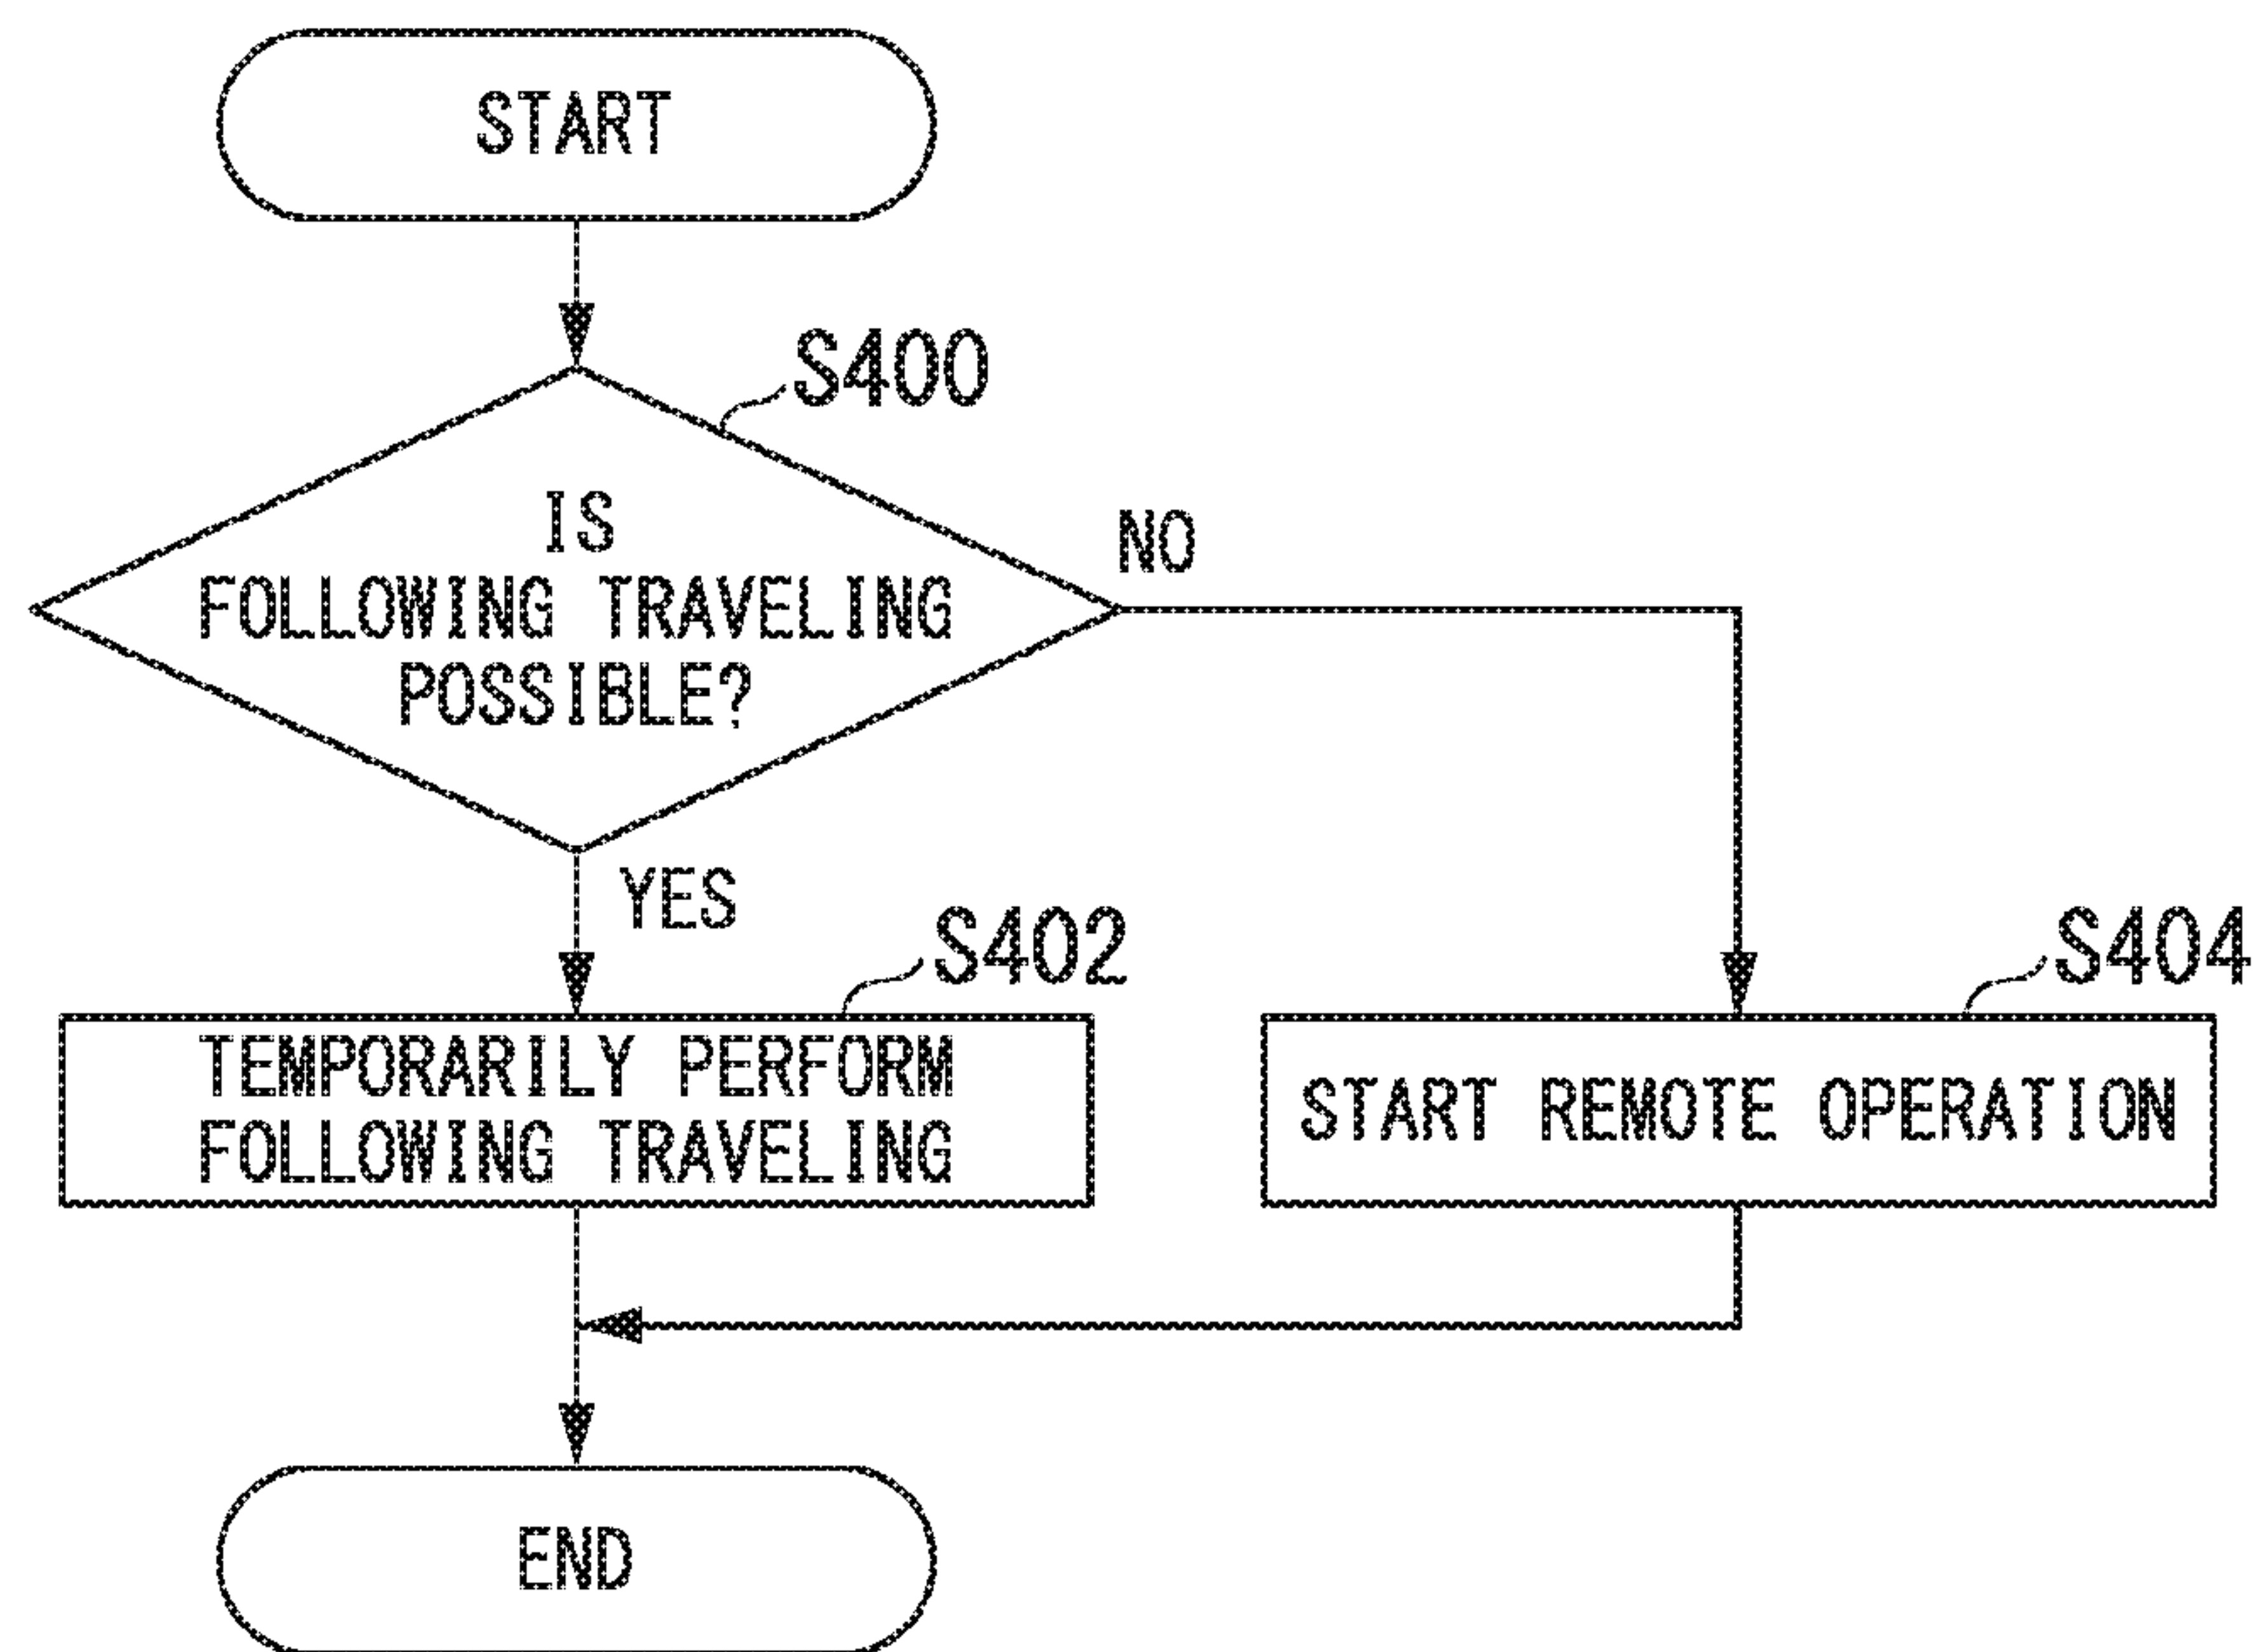 START
S400
IS
FOLLOWING TRAVELING
POSSIBLE?
NO
YES
S402
TEMPORARILY PERFORM
FOLLOWING TRAVELING
S404
START REMOTE OPERATION
END